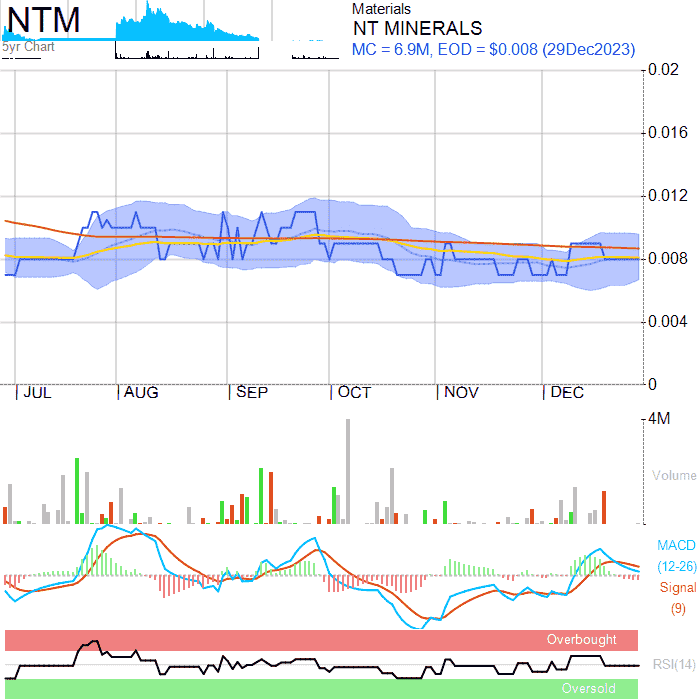 NTM
5yr Chart
Materials
NT MINERALS
MC = 6.9M, EOD = $0.008 (29Dec2023)
0.02
0.016
0.012
0.008
0.004
0
JUL AUG SEP OCT NOV DEC
4M
Volume
MACD
(12-26)
Signal
(9)
Overbought
RSI(14)
Oversold